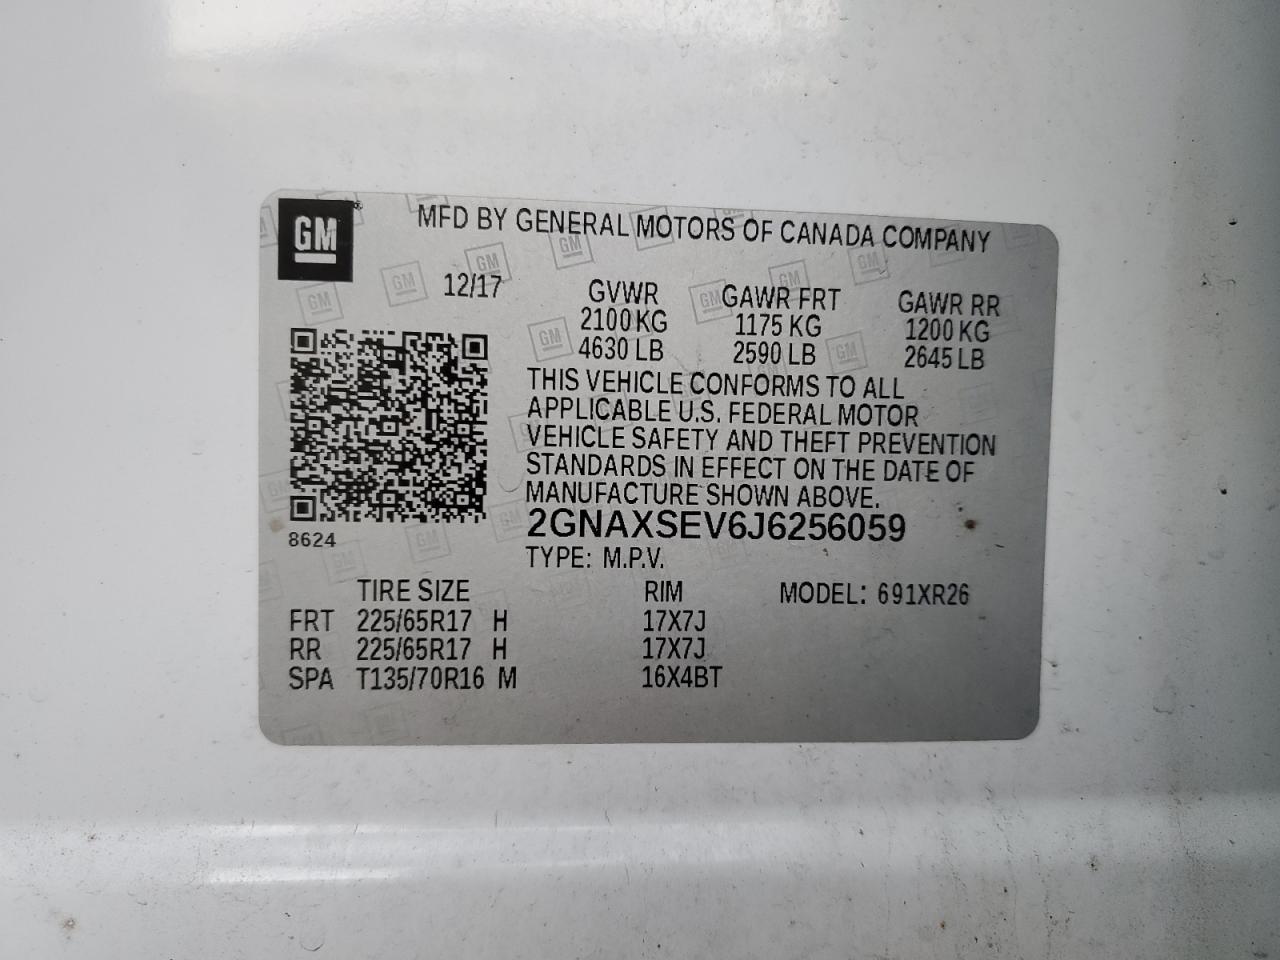 GM®
MFD BY GENERAL MOTORS OF CANADA COMPANY
12/17
GVWR GAWR FRT GAWR RR
2100 KG 1175 KG 1200 KG
4630 LB 2590 LB 2645 LB
THIS VEHICLE CONFORMS TO ALL
APPLICABLE U.S. FEDERAL MOTOR
VEHICLE SAFETY AND THEFT PREVENTION
STANDARDS IN EFFECT ON THE DATE OF
MANUFACTURE SHOWN ABOVE.
2GNAXSEV6J6256059
8624
TYPE: M.P.V.
TIRE SIZE RIM MODEL: 691XR26
FRT 225/65R17 H 17X7J
RR 225/65R17 H 17X7J
SPA T135/70R16 M 16X4BT